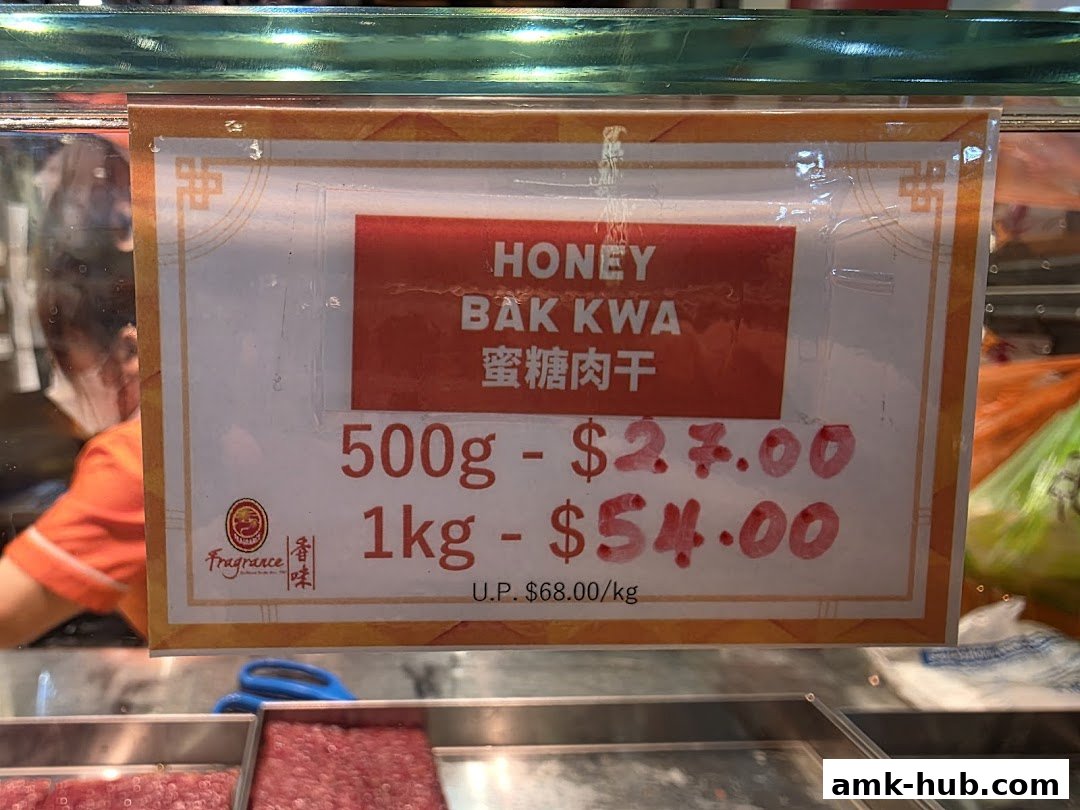 HONEY
BAK KWA
蜜糖肉干
500g - $27.00
1kg - $54.00
U.P. $68.00/kg
Fragrance
香味
amk-hub.com